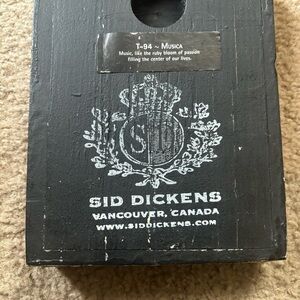 T-94 ~ Musica
Music, like the ruby bloom of passion
filling the center of our lives.
SID
SID DICKENS
VANCOUVER, CANADA
WWW.SIDDICKENS.COM